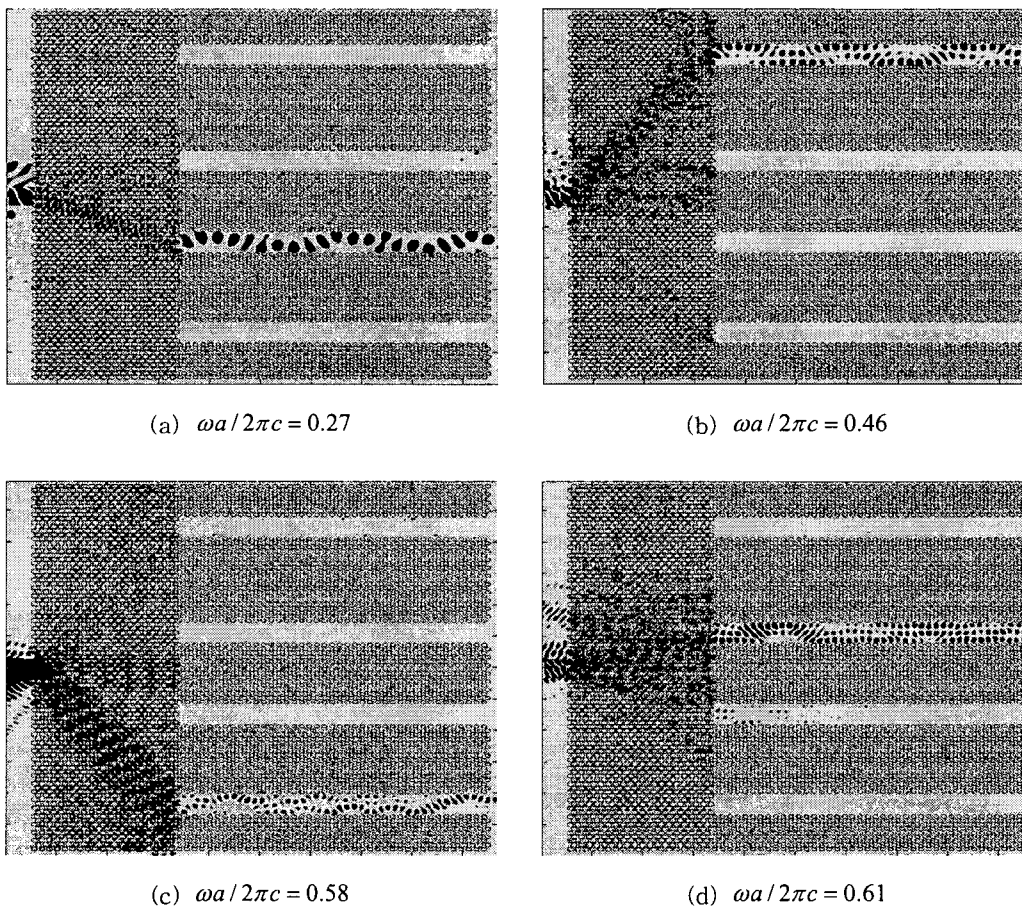 (a) ωa/2πc = 0.27
(b) ωa/2πc = 0.46
(c) ωa/2πc = 0.58
(d) ωa/2πc = 0.61